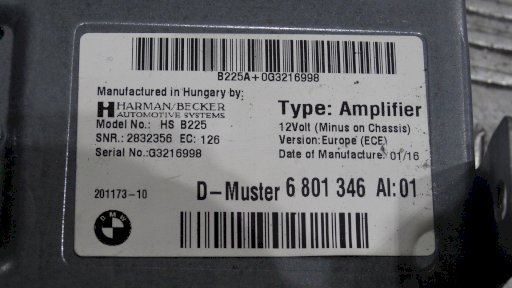 B225A+0G3216998
Manufactured in Hungary by:
HARMAN/BECKER
AUTOMOTIVE SYSTEMS
Model No.: HS B225
SNR.: 2832356 EC: 126
Serial No.:G3216998
Type: Amplifier
12Volt (Minus on Chassis)
Version:Europe (ECE)
Date of Manufacture: 01/16
201173-10
D-Muster 6 801 346 AI:01
BMW